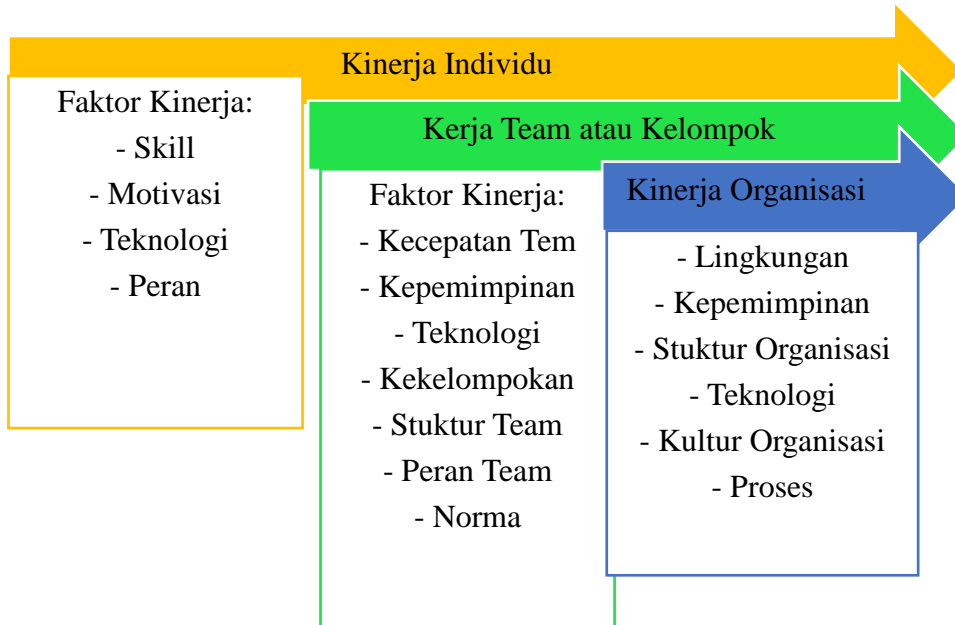 Kinerja Individu
Faktor Kinerja:
- Skill
- Motivasi
- Teknologi
- Peran
Kerja Team atau Kelompok
Faktor Kinerja:
- Kecepatan Tem
- Kepemimpinan
- Teknologi
- Kekelompokan
- Stuktur Team
- Peran Team
- Norma
Kinerja Organisasi
- Lingkungan
- Kepemimpinan
- Stuktur Organisasi
- Teknologi
- Kultur Organisasi
- Proses